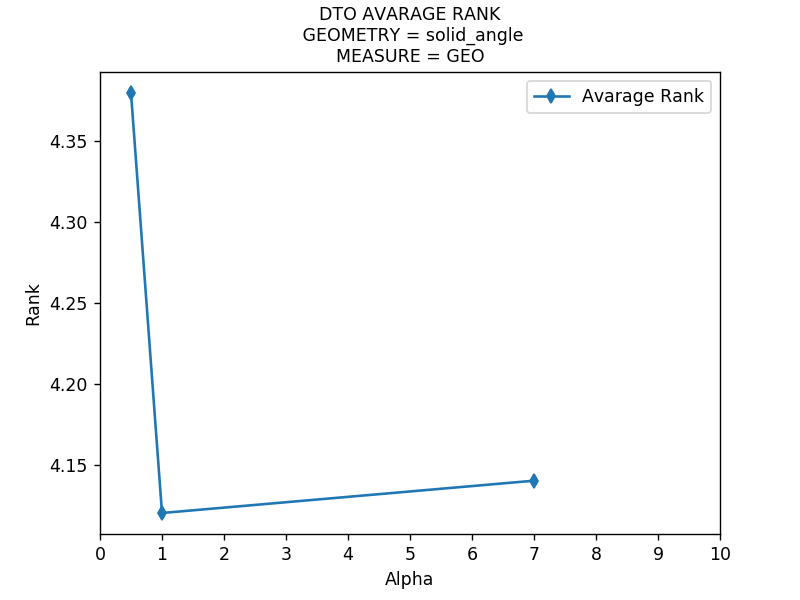 DTO AVARAGE RANK
GEOMETRY = solid_angle
MEASURE = GEO
Avarage Rank
4.35
4.30
4.25
4.20
4.15
Rank
0 1 2 3 4 5 6 7 8 9 10
Alpha